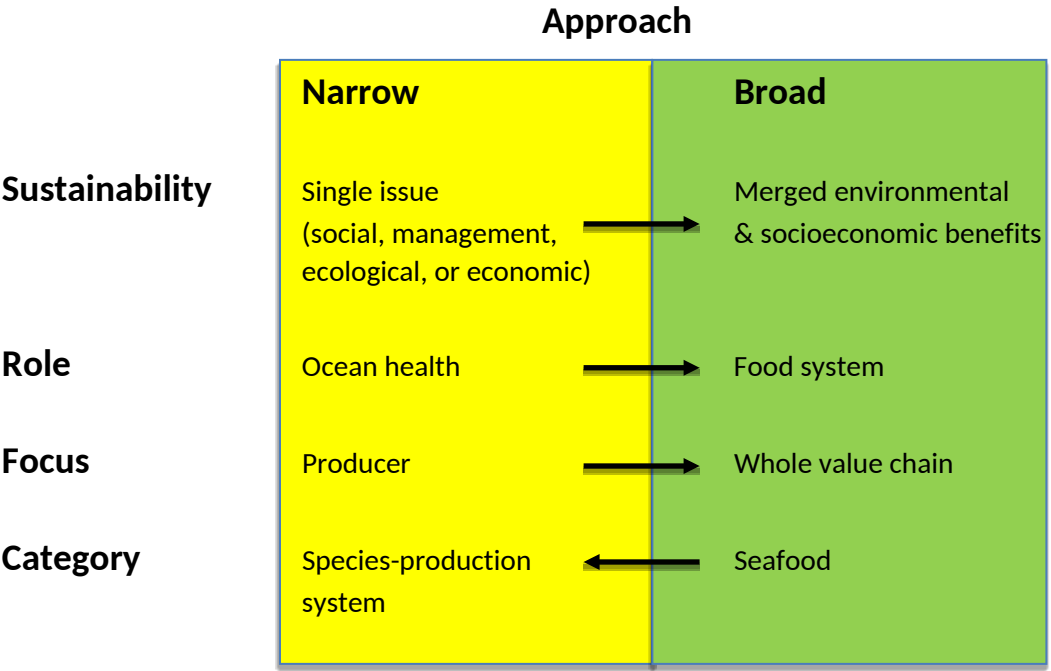 Approach
Narrow
Broad
Sustainability
Single issue
(social, management,
ecological, or economic)
Merged environmental
& socioeconomic benefits
Role
Ocean health
Food system
Focus
Producer
Whole value chain
Category
Species-production
system
Seafood